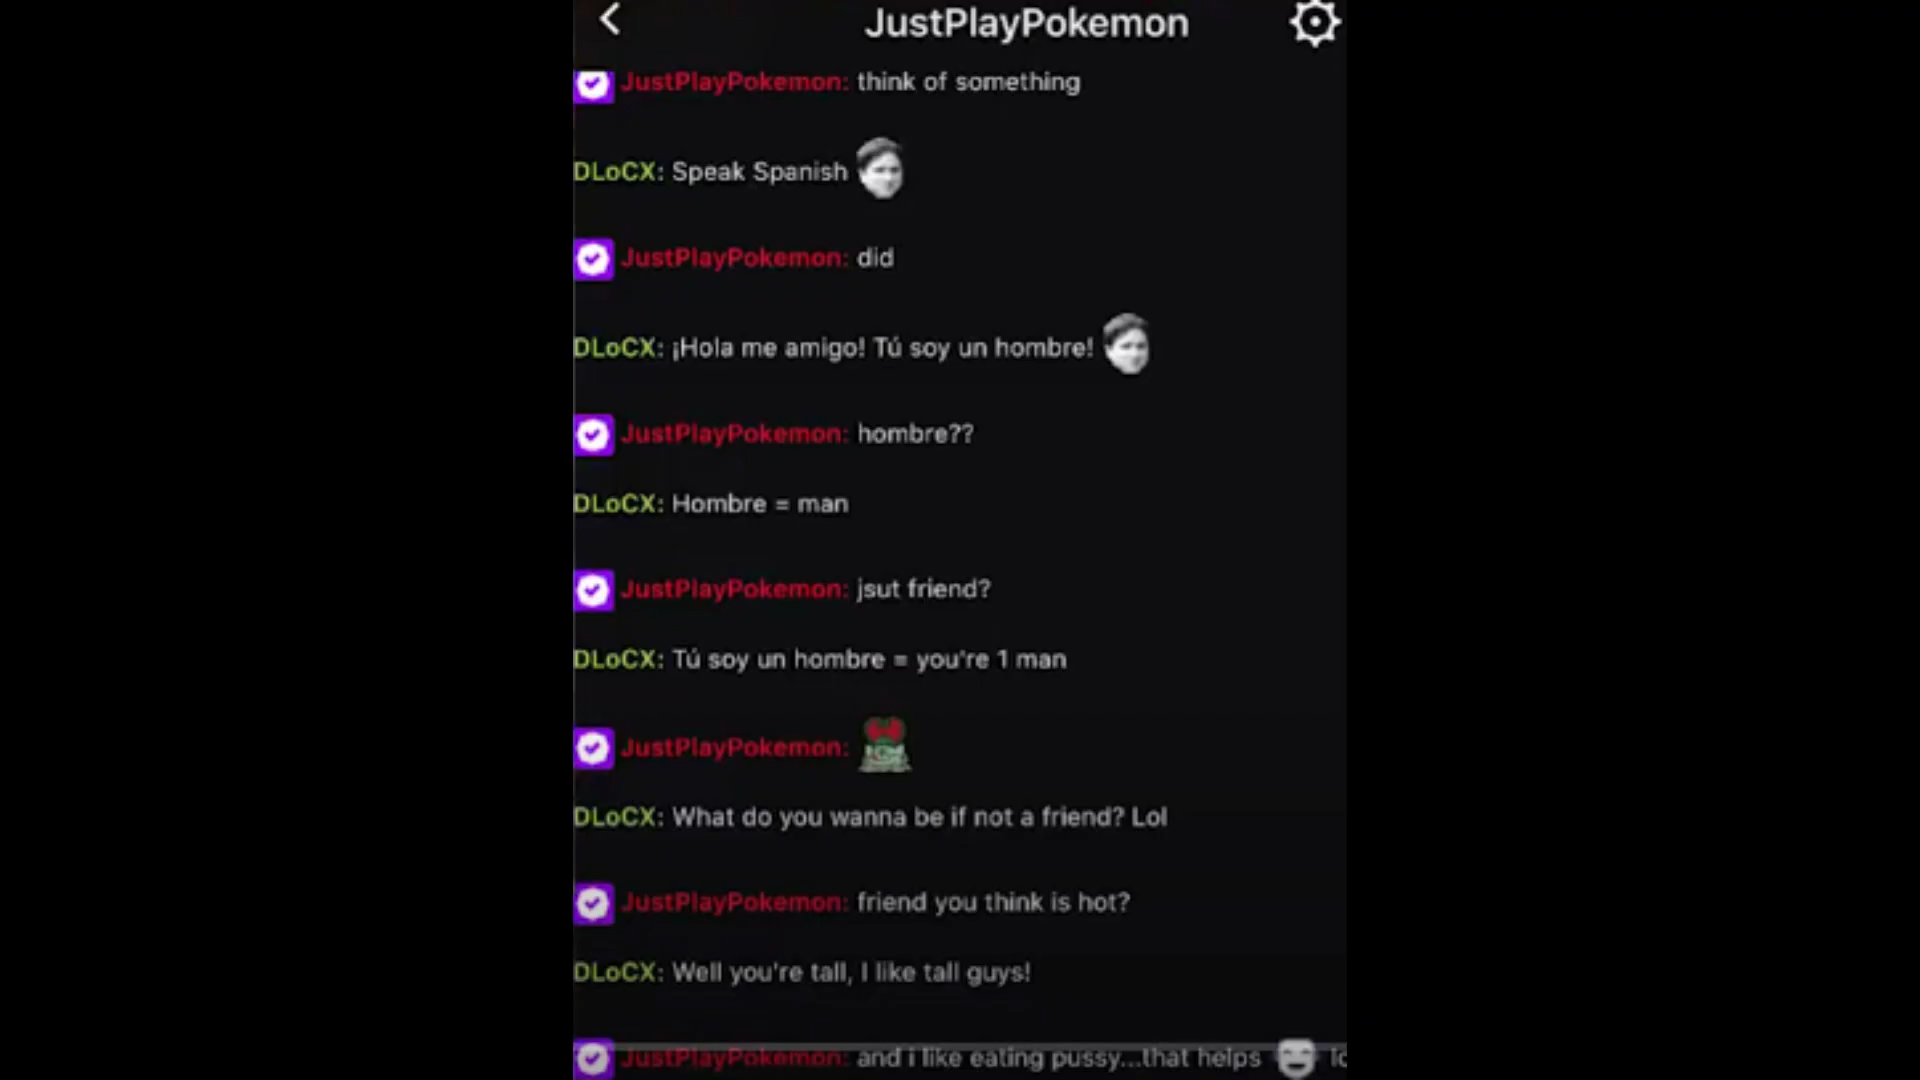 JustPlayPokemon
JustPlayPokemon: think of something
DLoCX: Speak Spanish
JustPlayPokemon: did
DLoCX: ¡Hola me amigo! Tú soy un hombre!
JustPlayPokemon: hombre??
DLoCX: Hombre = man
JustPlayPokemon: jsut friend?
DLoCX: Tú soy un hombre = you're 1 man
JustPlayPokemon:
DLoCX: What do you wanna be if not a friend? Lol
JustPlayPokemon: friend you think is hot?
DLoCX: Well you're tall, I like tall guys!
JustPlayPokemon: and i like eating pussy...that helps